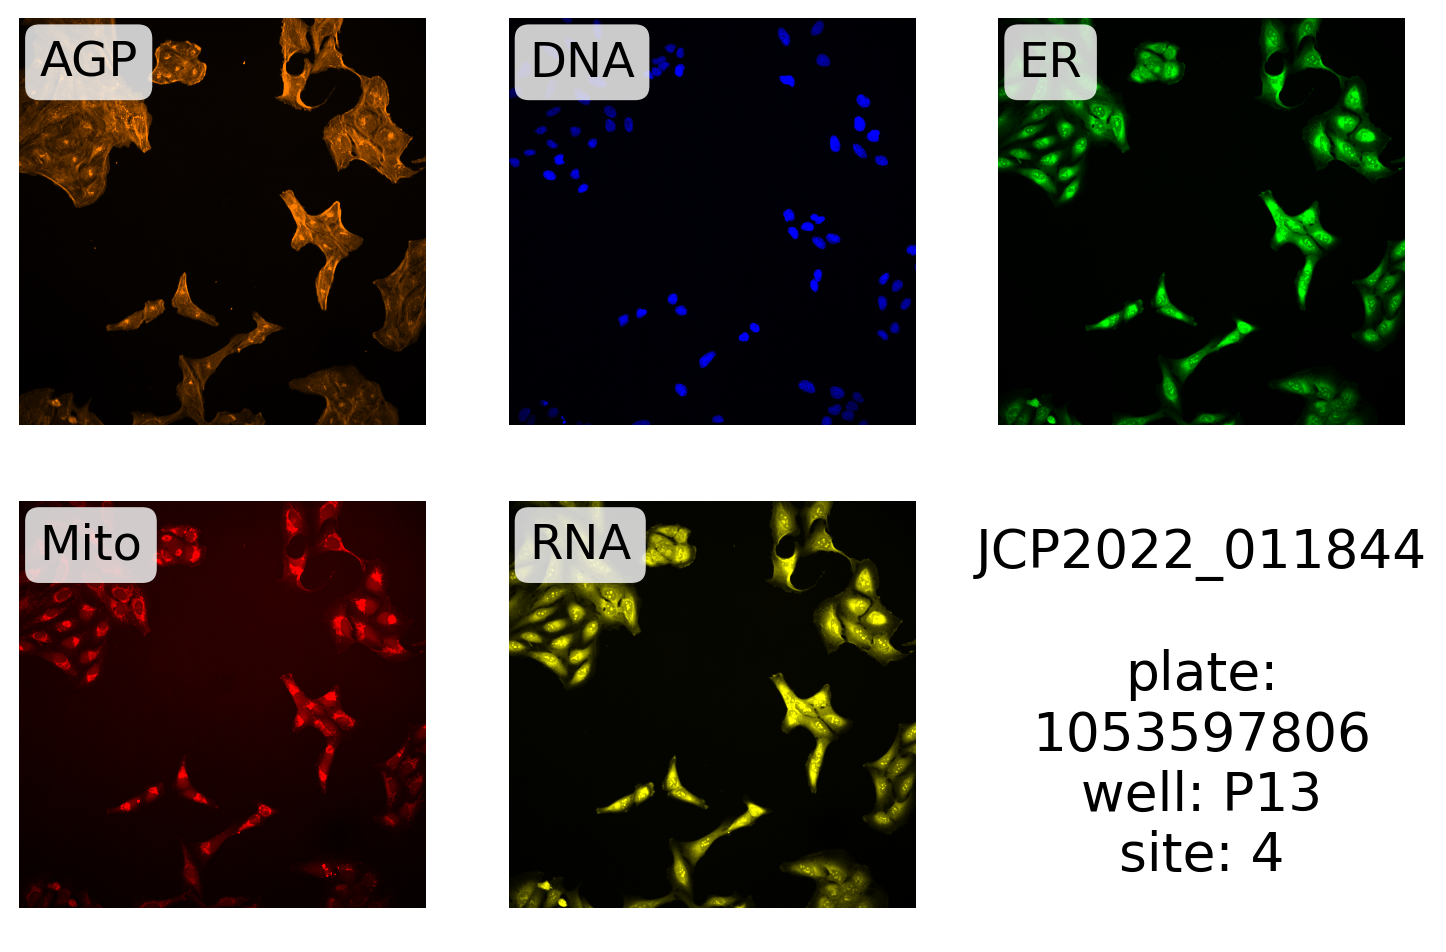 AGP
DNA
ER
Mito
RNA
JCP2022_011844
plate:
1053597806
well: P13
site: 4